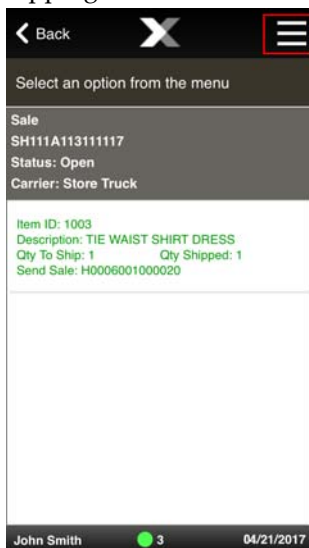 Back
Select an option from the menu
Sale
SH111A113111117
Status: Open
Carrier: Store Truck
Item ID: 1003
Description: TIE WAIST SHIRT DRESS
Qty To Ship: 1 Qty Shipped: 1
Send Sale: H0006001000020
John Smith 3 04/21/2017